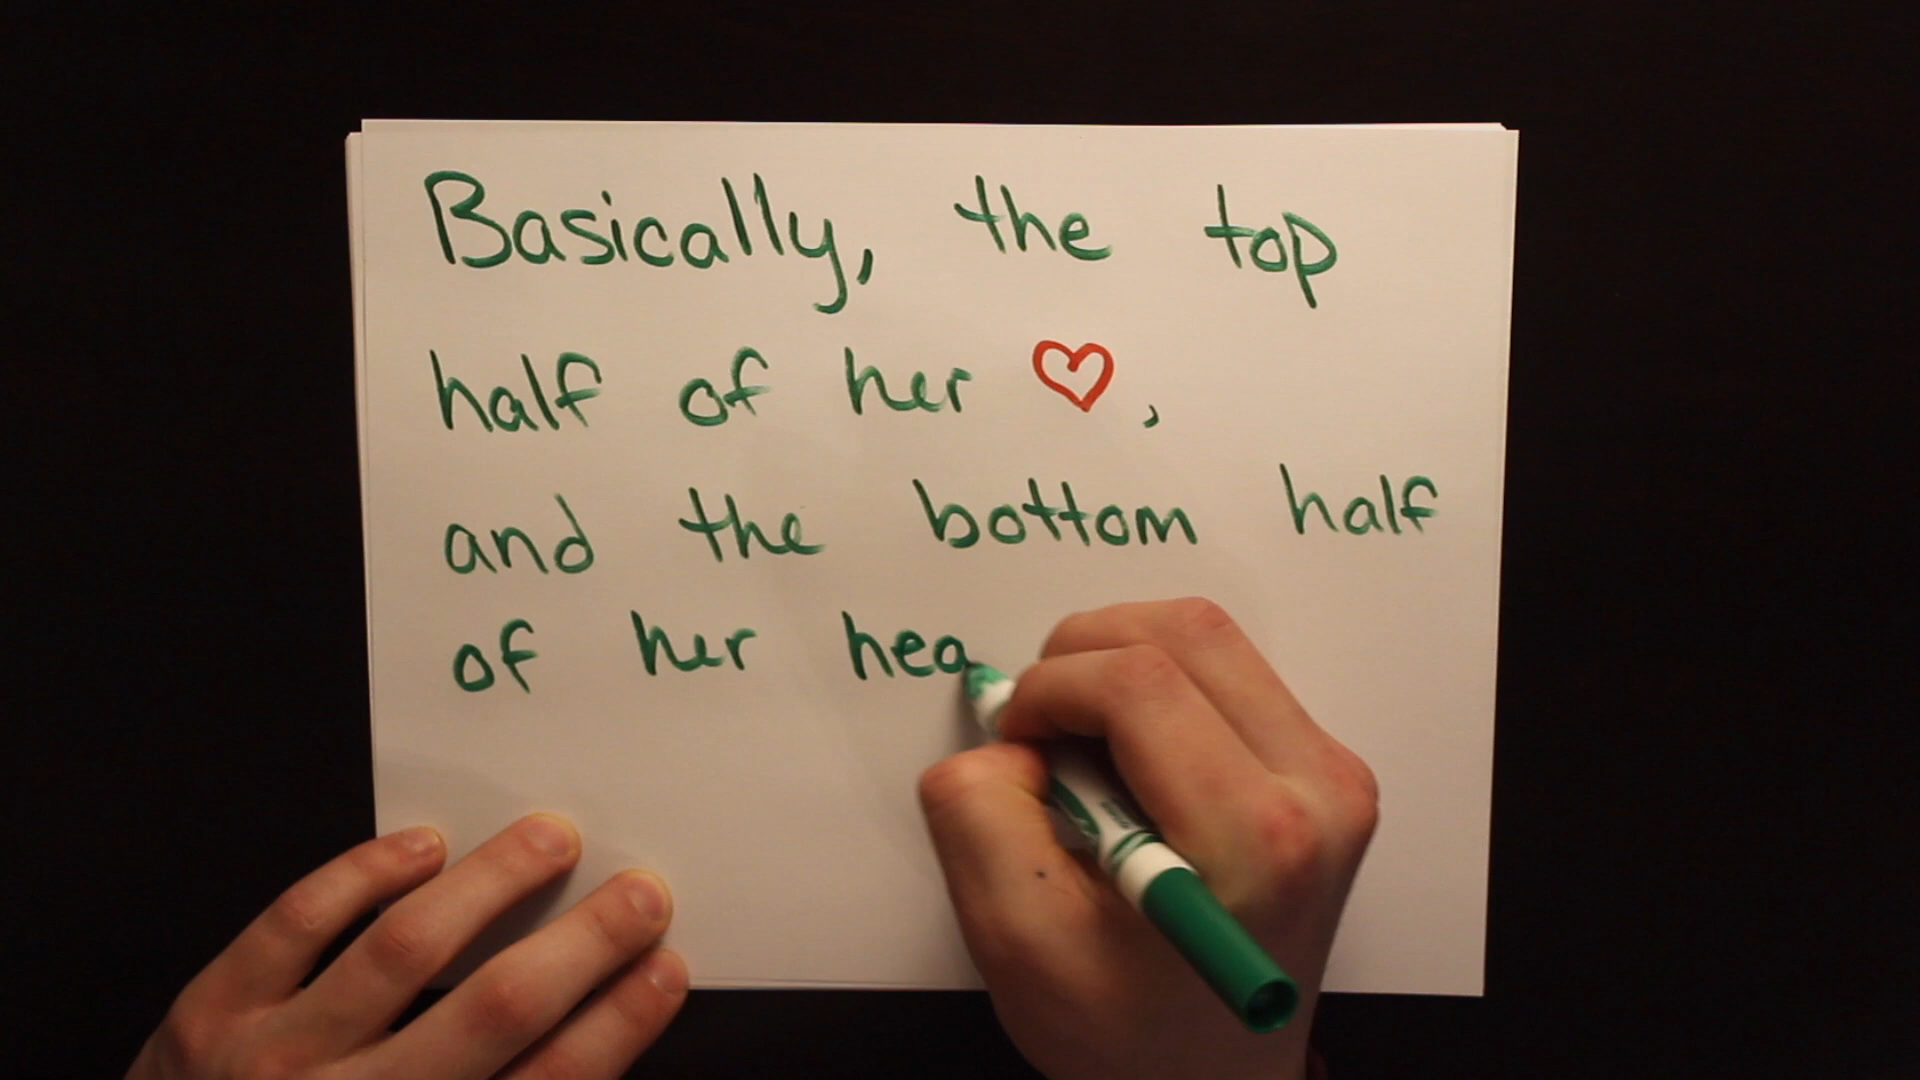 Basically, the top
half of her ♡,
and the bottom half
of her hea